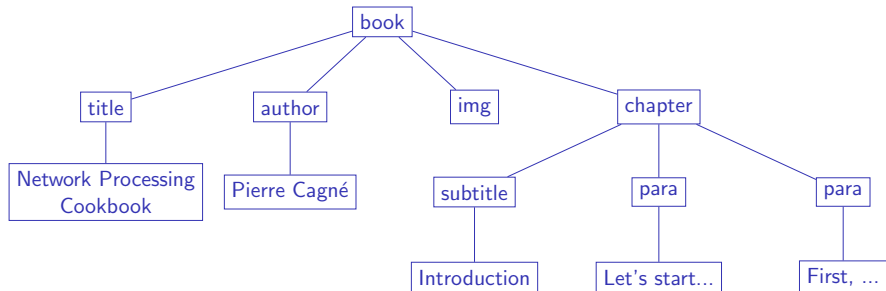 book
title
author
img
chapter
Network Processing
Cookbook
Pierre Cagné
subtitle
para
para
Introduction
Let's start...
First, ...